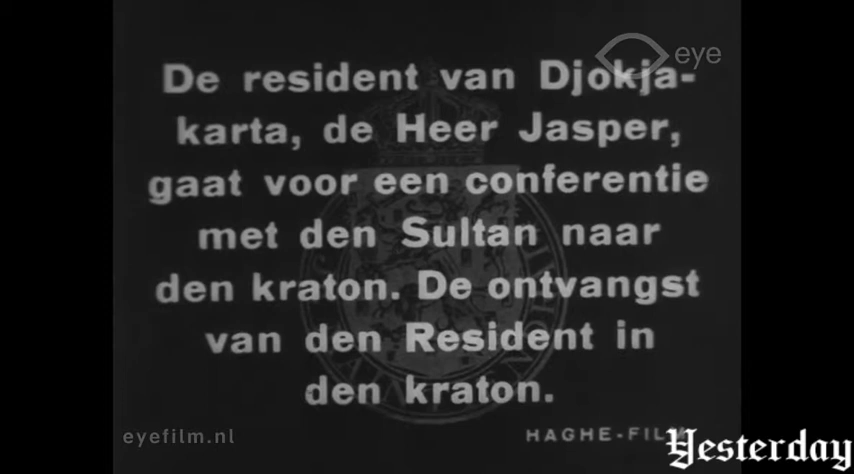 eye
De resident van Djokja-
karta, de Heer Jasper,
gaat voor een conferentie
met den Sultan naar
den kraton. De ontvangst
van den Resident in
den kraton.
eyefilm.nl
HAGHE-FILM
Yesterday